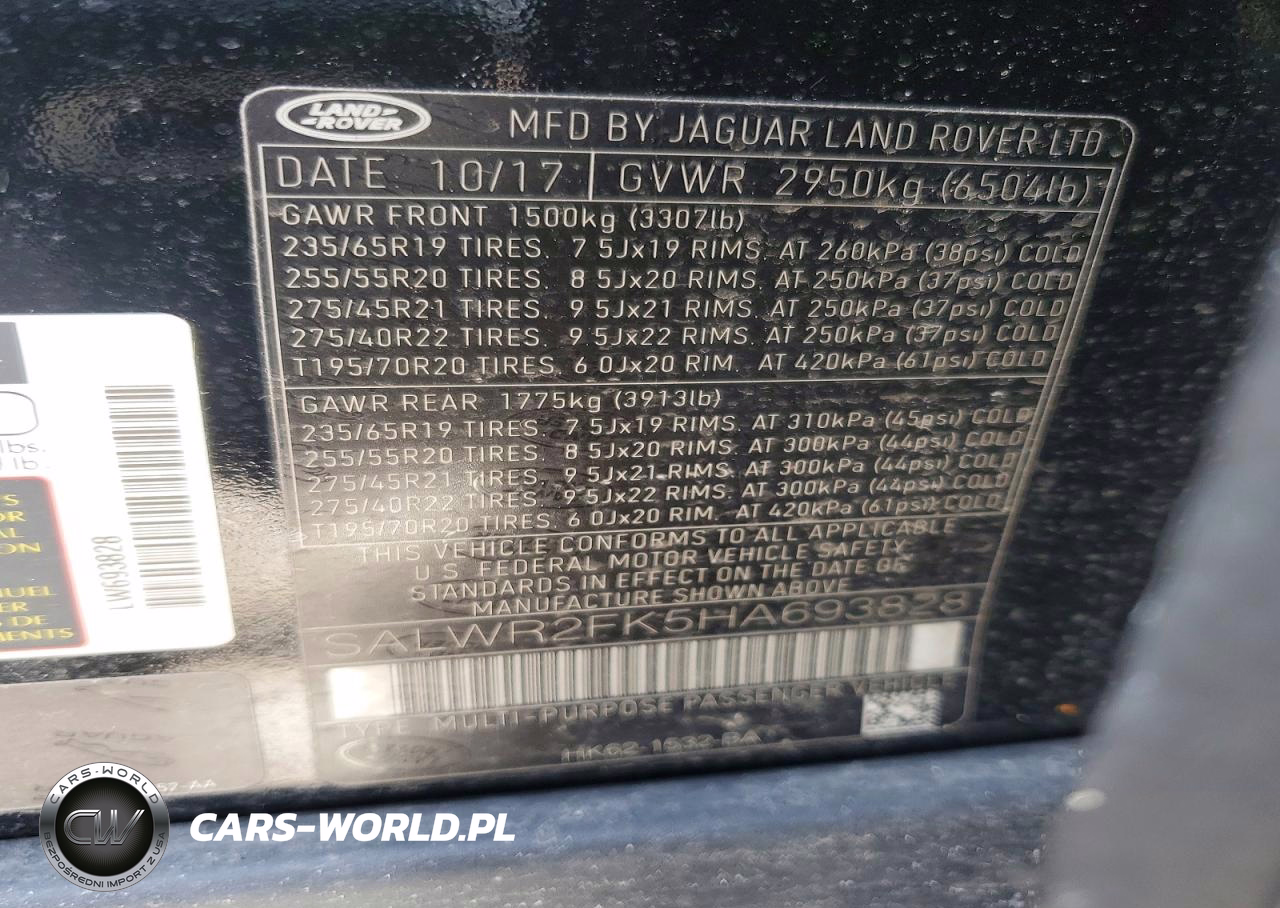 LAND
ROVER
MFD BY JAGUAR LAND ROVER LTD
DATE 10/17 GVWR 2950kg (6504lb)
GAWR FRONT 1500kg (3307lb)
235/65R19 TIRES. 7 5Jx19 RIMS. AT 260kPa (38psi) COLD
255/55R20 TIRES. 8 5Jx20 RIMS. AT 250kPa (37psi) COLD
275/45R21 TIRES. 9 5Jx21 RIMS. AT 250kPa (37psi) COLD
275/40R22 TIRES. 9 5Jx22 RIMS. AT 250kPa (37psi) COLD
T195/70R20 TIRES. 6 0Jx20 RIM. AT 420kPa (61psi) COLD
GAWR REAR 1775kg (3913lb)
235/65R19 TIRES. 7 5Jx19 RIMS. AT 310kPa (45psi) COLD
255/55R20 TIRES. 8 5Jx20 RIMS. AT 300kPa (44psi) COLD
275/45R21 TIRES. 9 5Jx21 RIMS. AT 300kPa (44psi) COLD
275/40R22 TIRES. 9 5Jx22 RIMS. AT 300kPa (44psi) COLD
T195/70R20 TIRES. 6 0Jx20 RIM. AT 420kPa (61psi) COLD
THIS VEHICLE CONFORMS TO ALL APPLICABLE
U.S. FEDERAL MOTOR VEHICLE SAFETY
STANDARDS IN EFFECT ON THE DATE OF
MANUFACTURE SHOWN ABOVE
SALWR2FK5HA693828
TYPE MULTI-PURPOSE PASSENGER VEHICLE
lbs.
lb.
LW693828
CARS-WORLD
CW
BEZPOŚREDNI IMPORT Z USA
CARS-WORLD.PL